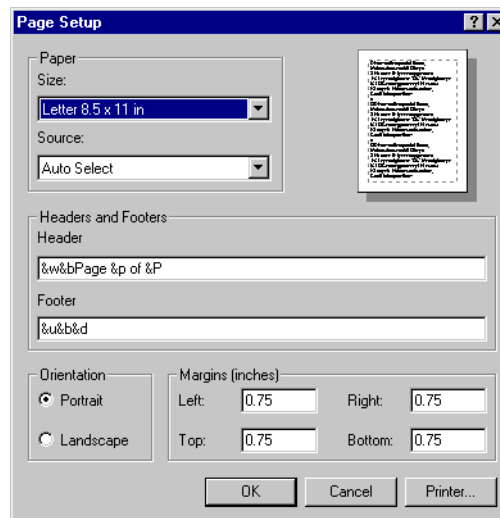 Page Setup
Paper
Size:
Letter 8.5 x 11 in
Source:
Auto Select
Headers and Footers
Header
&w&bPage &p of &P
Footer
&u&b&d
Orientation
Portrait
Landscape
Margins (inches)
Left: 0.75 Right: 0.75
Top: 0.75 Bottom: 0.75
OK Cancel Printer...